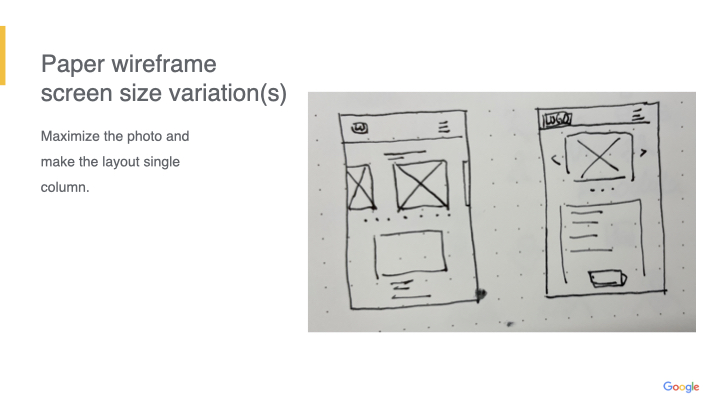 Paper wireframe
screen size variation(s)
Maximize the photo and
make the layout single
column.
LOGO
Google